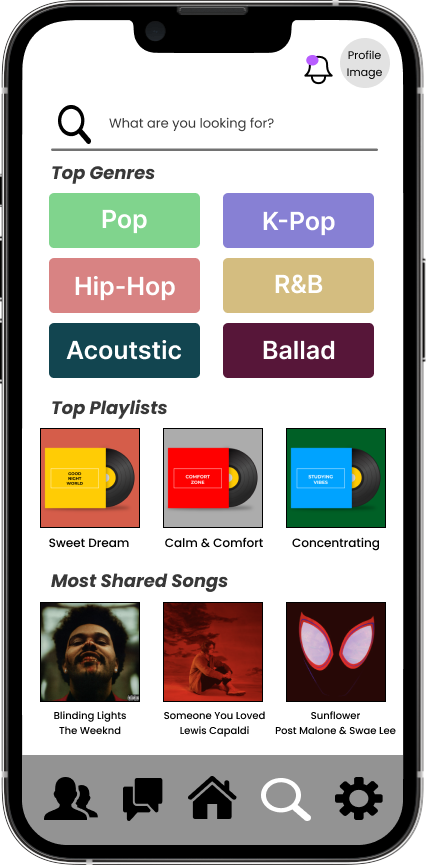 Profile
Image
What are you looking for?
Top Genres
Pop
K-Pop
Hip-Hop
R&B
Acoutstic
Ballad
Top Playlists
GOOD
NIGHT
WORLD
COMFORT
ZONE
STUDYING
VIBES
Sweet Dream
Calm & Comfort
Concentrating
Most Shared Songs
Blinding Lights
The Weeknd
Someone You Loved
Lewis Capaldi
Sunflower
Post Malone & Swae Lee